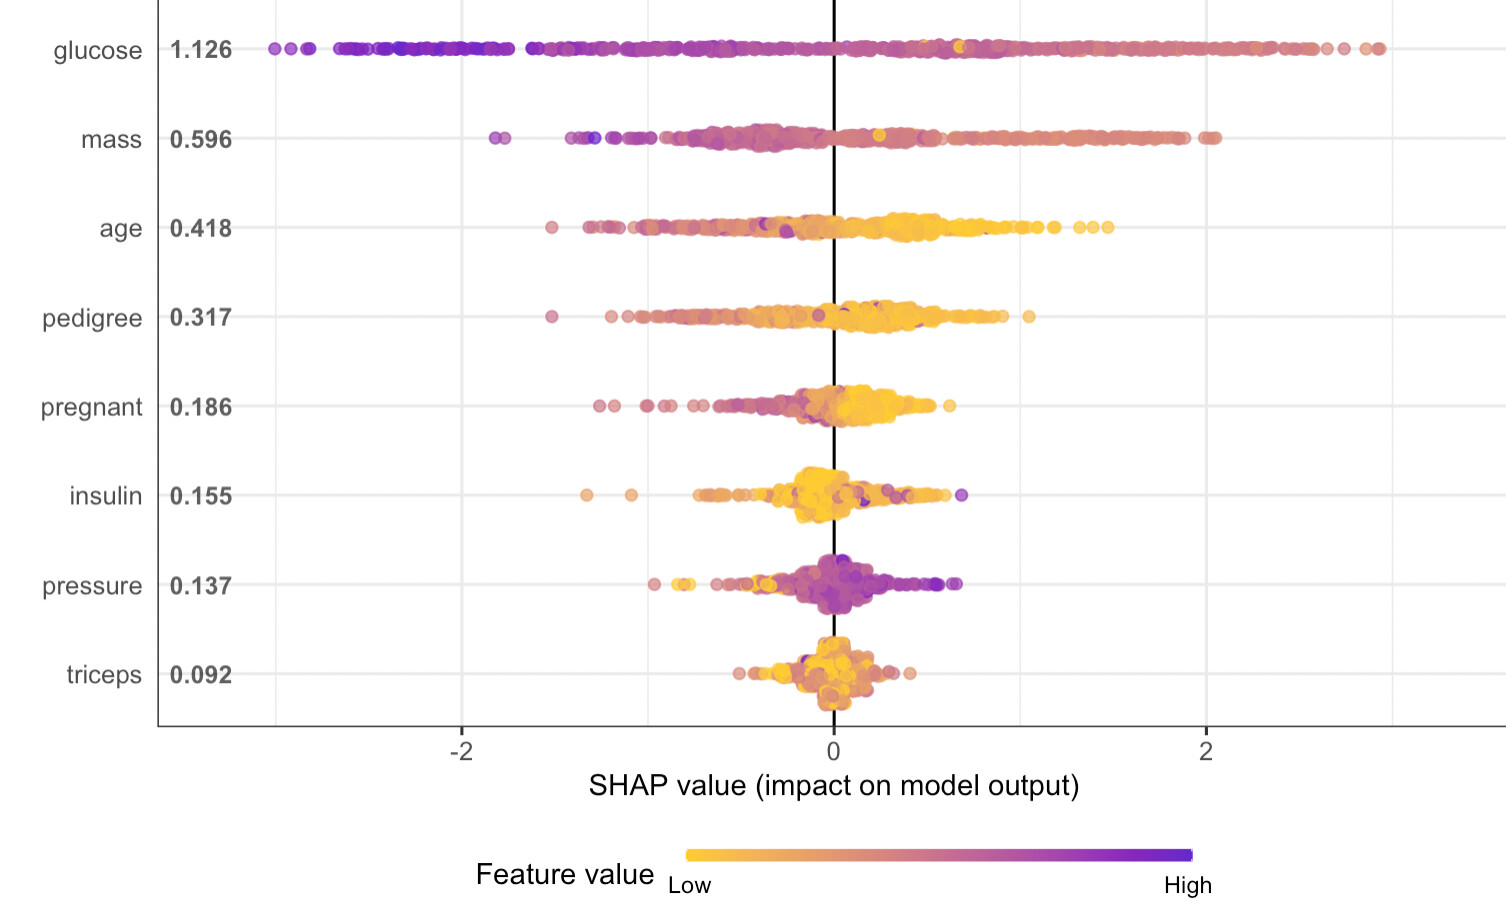 glucose 1.126
mass 0.596
age 0.418
pedigree 0.317
pregnant 0.186
insulin 0.155
pressure 0.137
triceps 0.092
-2 0 2
SHAP value (impact on model output)
Feature value Low High